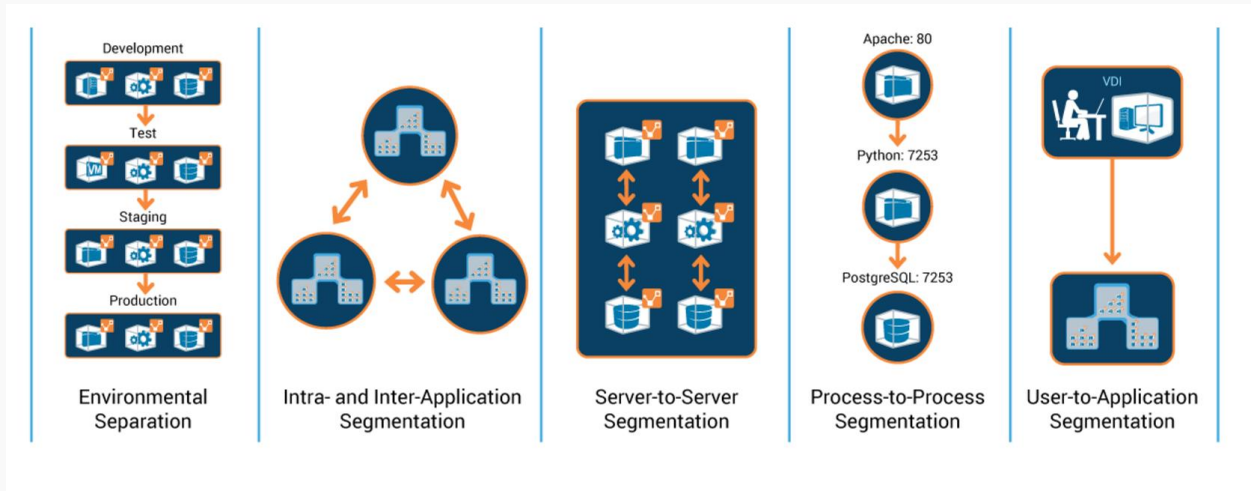 Development
Test
VM
Staging
Production
Environmental
Separation
Intra- and Inter-Application
Segmentation
Server-to-Server
Segmentation
Apache: 80
Python: 7253
PostgreSQL: 7253
Process-to-Process
Segmentation
VDI
User-to-Application
Segmentation